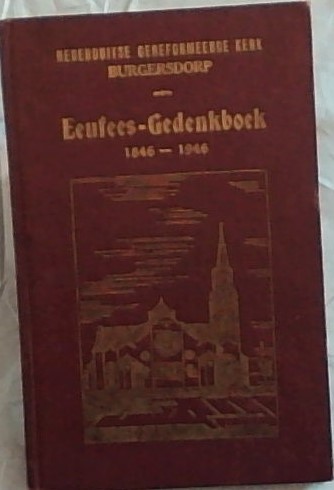 NEDERDUITSE GEREFORMEERDE KERK
BURGERSDORP
Eeufees-Gedenkboek
1846 — 1946